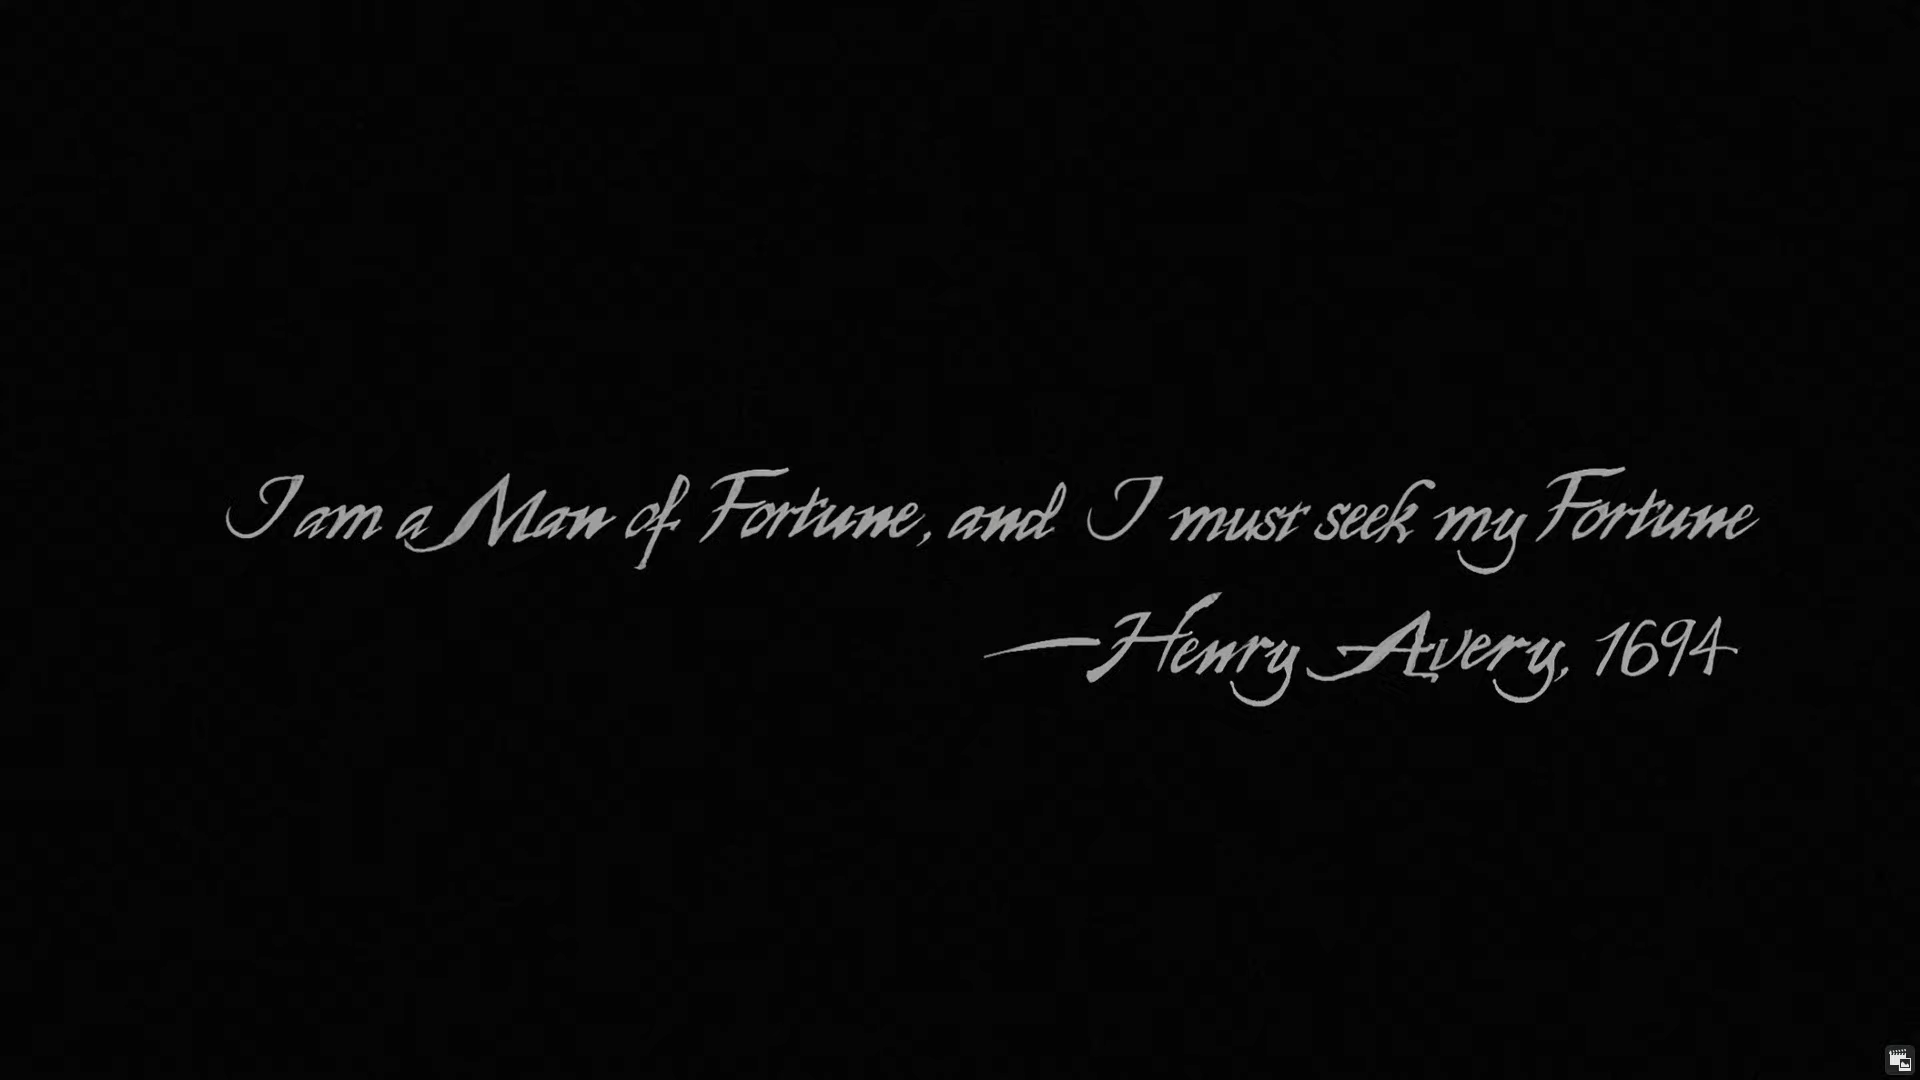 I am a Man of Fortune, and I must seek my Fortune
—Henry Avery, 1694